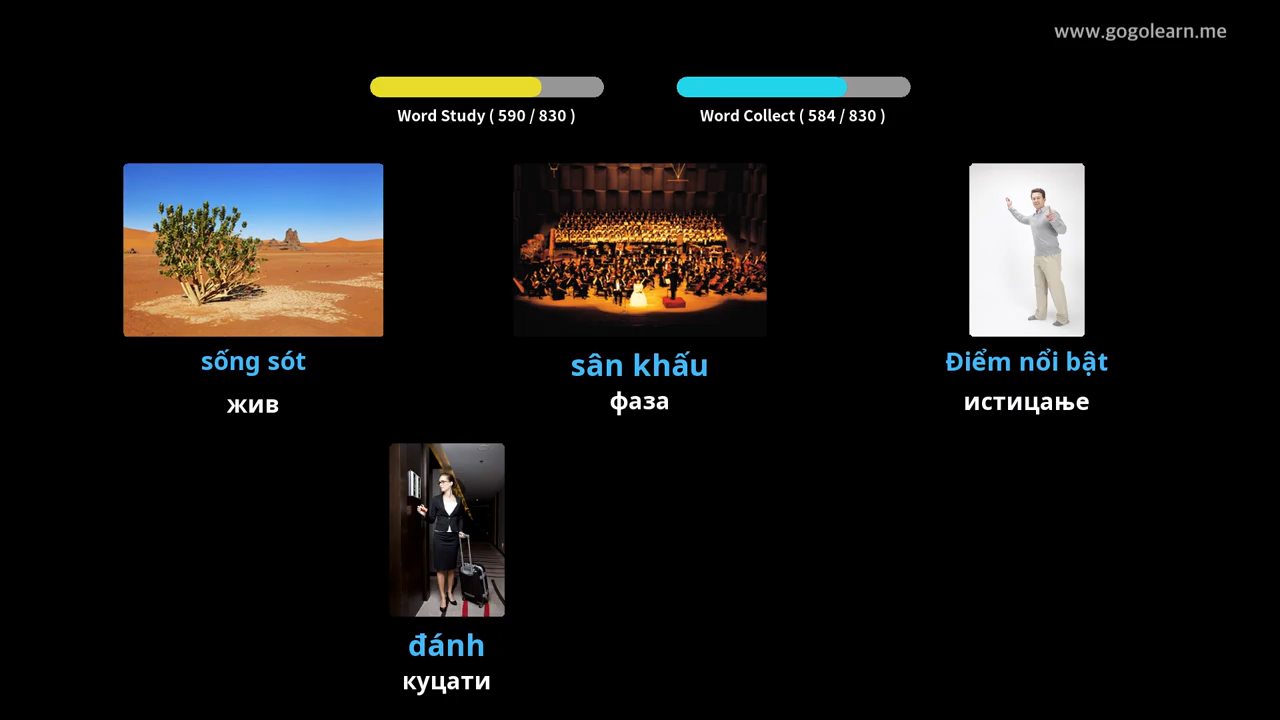 www.gogolearn.me
Word Study ( 590 / 830 )
Word Collect ( 584 / 830 )
sống sót
жив
sân khấu
фаза
Điểm nổi bật
истицање
đánh
куцати